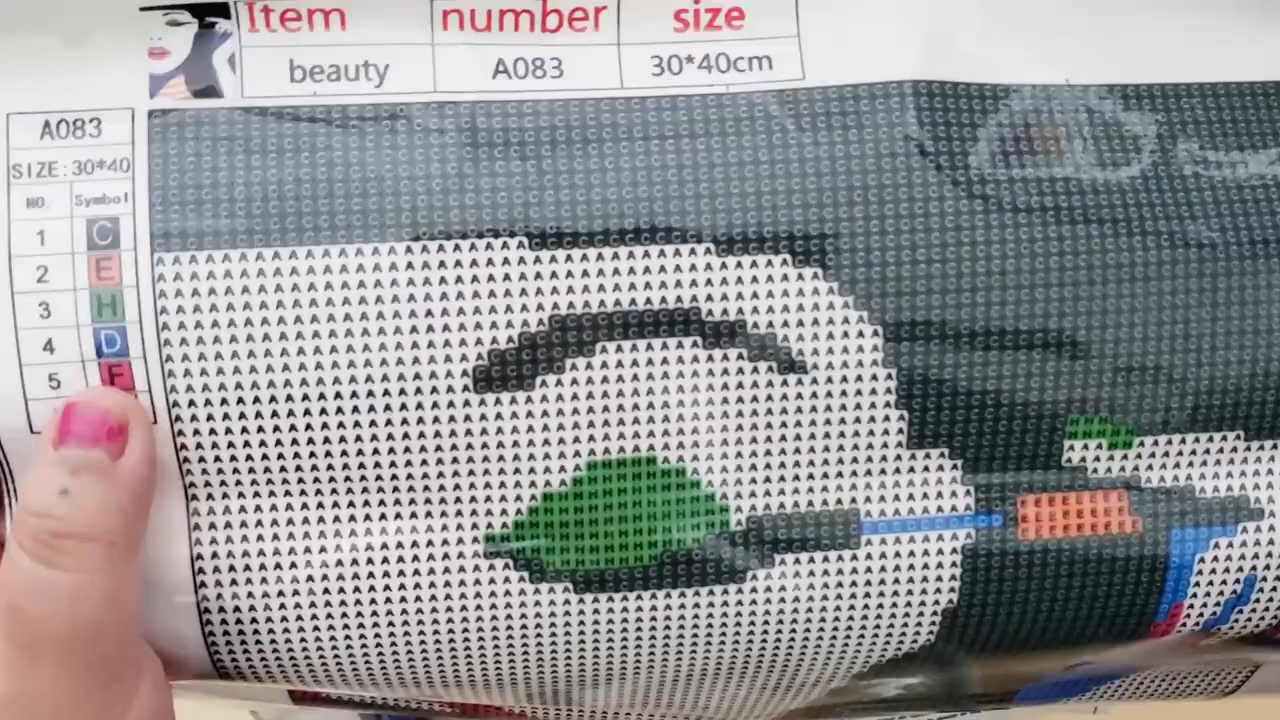 Item number size
beauty A083 30*40cm
A083
SIZE:30*40
NO. Symbol
1 C
2 E
3 H
4 D
5 F